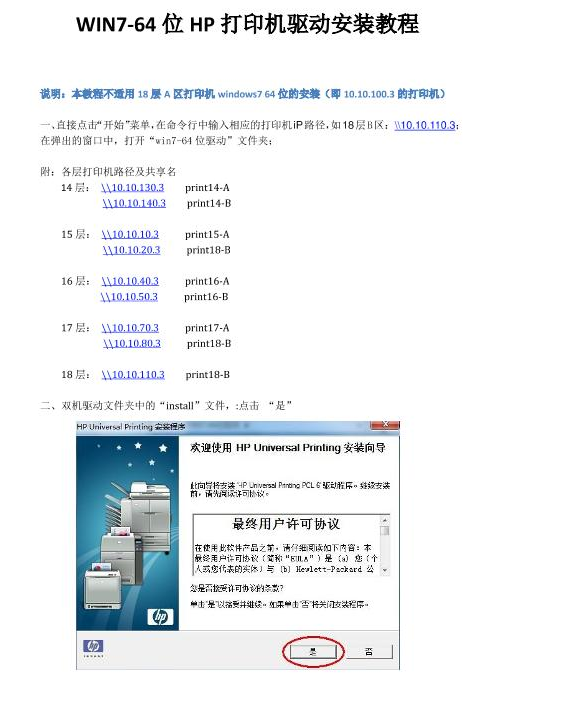 WIN7-64 位 HP 打印机驱动安装教程
说明：本教程不适用 18 层 A 区打印机 windows7 64 位的安装（即 10.10.100.3 的打印机）
一、直接点击“开始”菜单，在命令行中输入相应的打印机iP路径，如18层B区：\\10.10.110.3；
在弹出的窗口中，打开“win7-64位驱动”文件夹；
附：各层打印机路径及共享名
14 层： \\10.10.130.3 print14-A
\\10.10.140.3 print14-B
15 层： \\10.10.10.3 print15-A
\\10.10.20.3 print18-B
16 层： \\10.10.40.3 print16-A
\\10.10.50.3 print16-B
17 层： \\10.10.70.3 print17-A
\\10.10.80.3 print18-B
18 层： \\10.10.110.3 print18-B
二、双机驱动文件夹中的“install”文件，:点击 “是”
HP Universal Printing 安装程序
欢迎使用 HP Universal Printing 安装向导
此向导将安装“HP Universal Printing PCL 6”驱动程序。继续安装
前，请先阅读许可协议。
最终用户许可协议
在使用此软件产品之前，请仔细阅读如下内容：本
最终用户许可协议（简称“EULA”）是 (a) 您（个
人或您代表的实体）与 (b) Hewlett-Packard 公
您是否接受许可协议的条款?
单击“是”以接受并继续。如果单击“否”将关闭安装程序。
hp
hp
invent
是
否